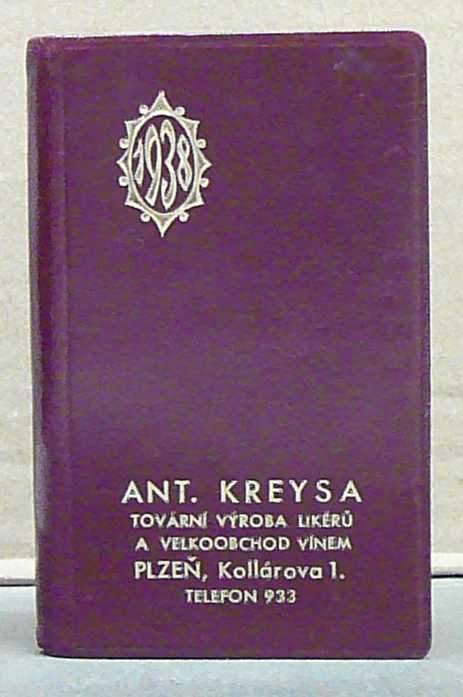 1938
ANT. KREYSA
TOVÁRNÍ VÝROBA LIKÉRŮ
A VELKOOBCHOD VÍNEM
PLZEŇ, Kollárova 1.
TELEFON 933